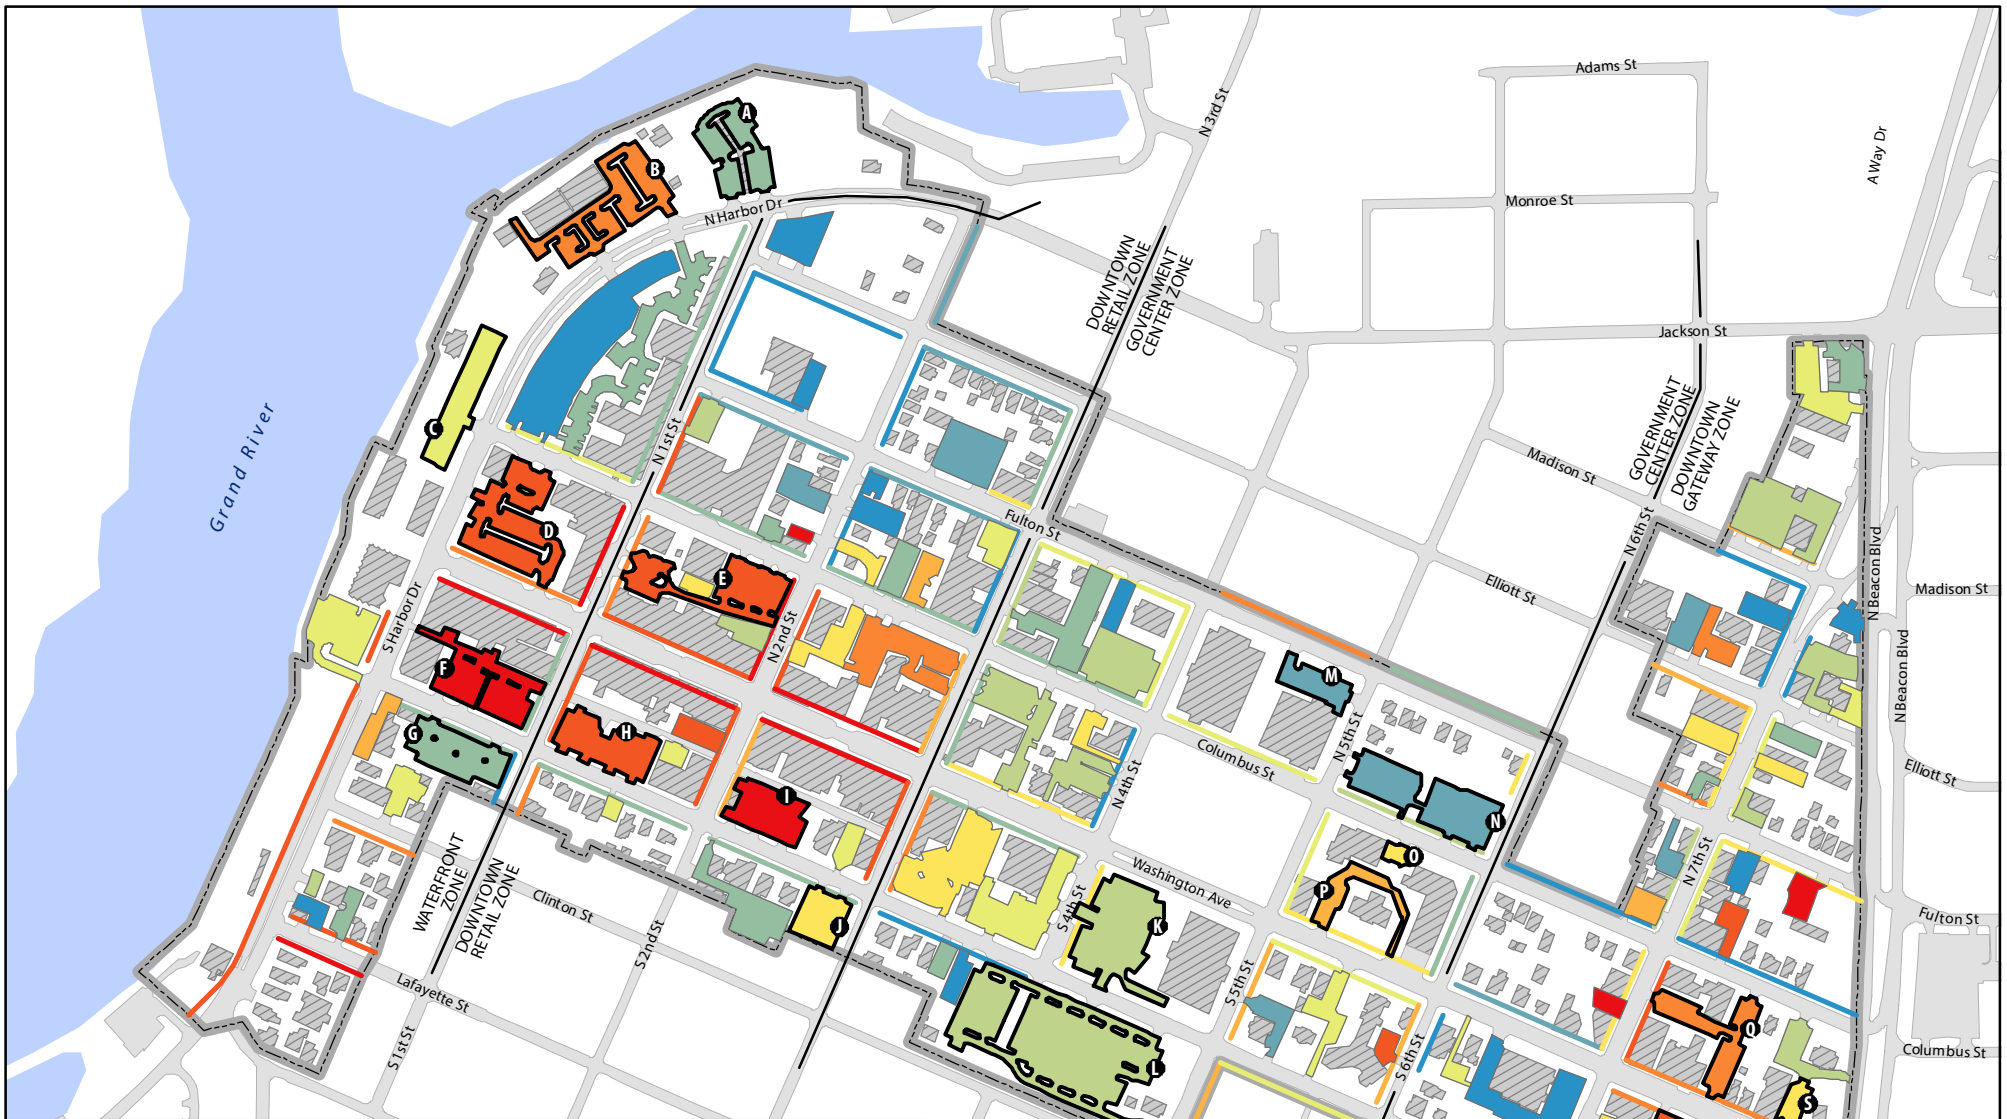 Adams St
A Way Dr
N 3rd St
A
B
Monroe St
N Harbor Dr
DOWNTOWN
RETAIL ZONE
GOVERNMENT
CENTER ZONE
Jackson St
C
Grand River
N 1st St
GOVERNMENT
CENTER ZONE
DOWNTOWN
GATEWAY ZONE
Madison St
D
Fulton St
N 6th St
N Beacon Blvd
E
Elliott St
Madison St
S Harbor Dr
N 2nd St
F
M
N Beacon Blvd
G
H
N 5th St
Columbus St
Elliott St
I
N 4th St
N
O
WATERFRONT
ZONE
DOWNTOWN
RETAIL ZONE
Washington Ave
N 7th St
P
Clinton St
S 4th St
Fulton St
J
K
S 2nd St
S 5th St
Lafayette St
Q
S 1st St
S 6th St
Columbus St
L
S